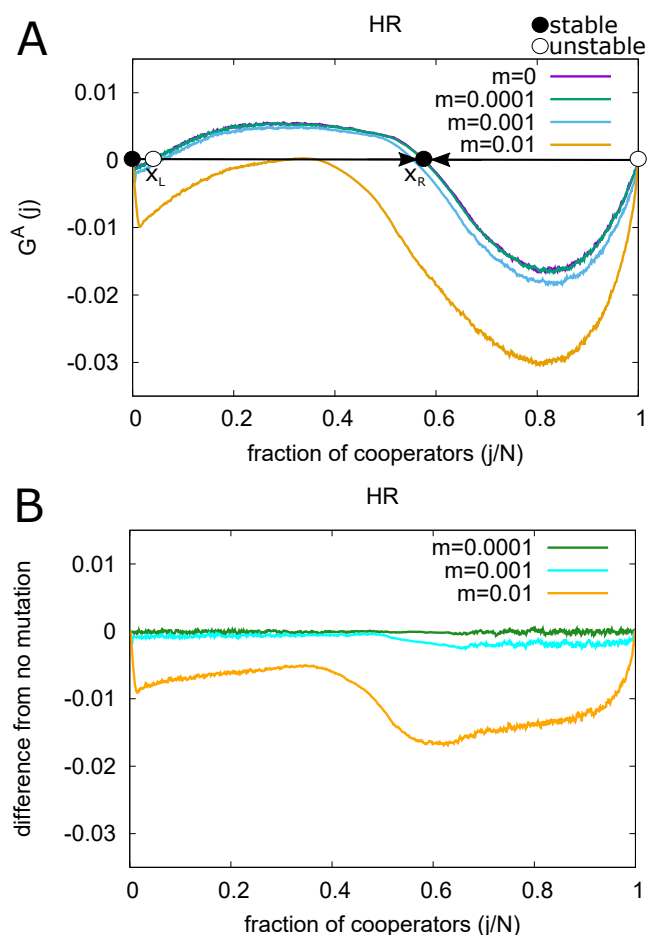 A
HR
stable
unstable
m=0
m=0.0001
m=0.001
m=0.01
0.01
0
-0.01
-0.02
-0.03
G^A (j)
X_L
X_R
0 0.2 0.4 0.6 0.8 1
fraction of cooperators (j/N)
B
HR
m=0.0001
m=0.001
m=0.01
0.01
0
-0.01
-0.02
-0.03
difference from no mutation
0 0.2 0.4 0.6 0.8 1
fraction of cooperators (j/N)